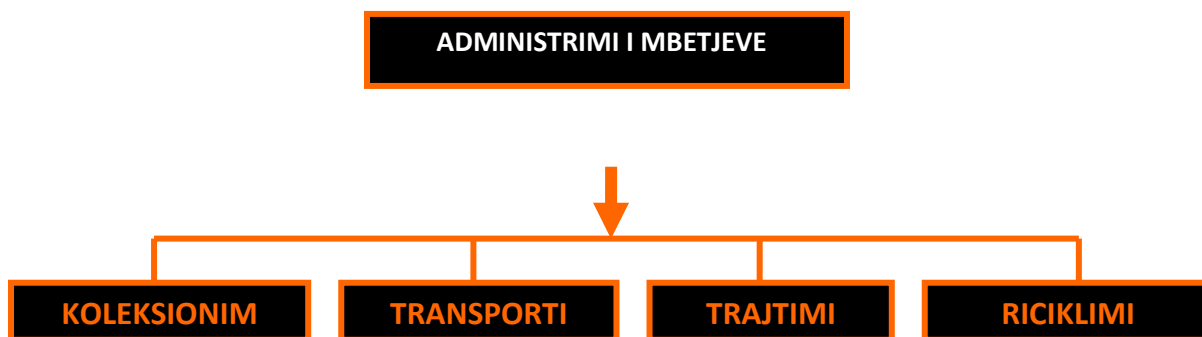 ADMINISTRIMI I MBETJEVE
KOLEKSIONIM
TRANSPORTI
TRAJTIMI
RICIKLIMI